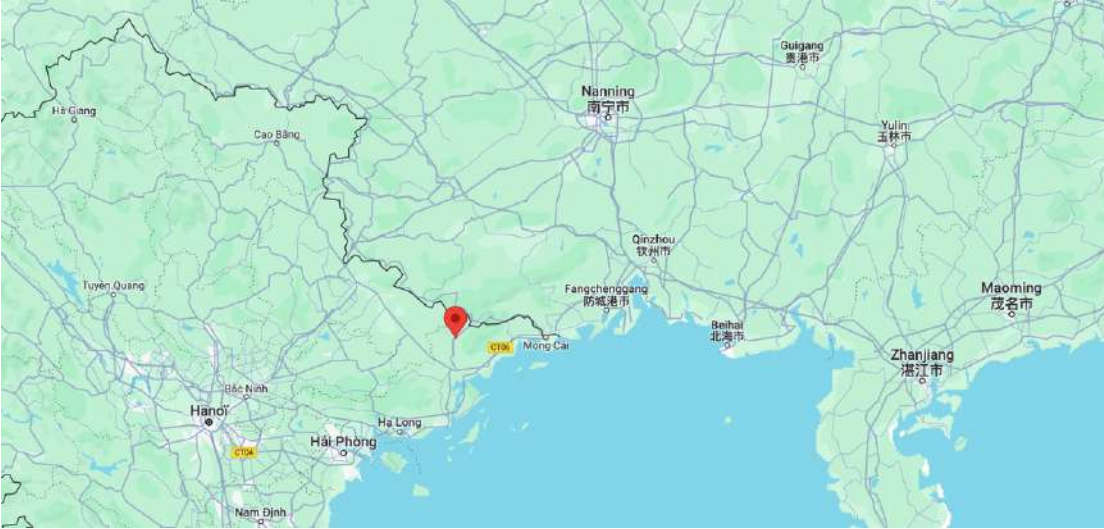 Guigang
贵港市
Nanning
南宁市
Hà Giang
Cao Bằng
Yulin
玉林市
Qinzhou
钦州市
Tuyên Quang
Fangchenggang
防城港市
Maoming
茂名市
Beihai
北海市
CT06
Móng Cái
Zhanjiang
湛江市
Bắc Ninh
Hanoï
Hạ Long
Hải Phòng
CT04
Nam Định